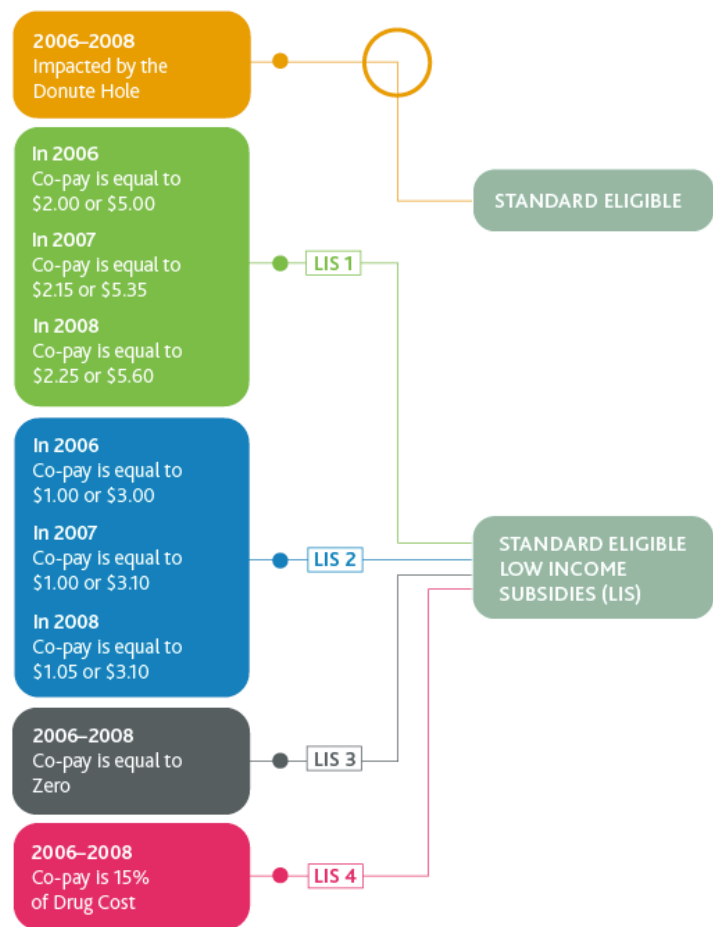 2006–2008
Impacted by the
Donute Hole
STANDARD ELIGIBLE
In 2006
Co-pay is equal to
$2.00 or $5.00
In 2007
Co-pay is equal to
$2.15 or $5.35
In 2008
Co-pay is equal to
$2.25 or $5.60
LIS 1
In 2006
Co-pay is equal to
$1.00 or $3.00
In 2007
Co-pay is equal to
$1.00 or $3.10
In 2008
Co-pay is equal to
$1.05 or $3.10
LIS 2
STANDARD ELIGIBLE
LOW INCOME
SUBSIDIES (LIS)
2006–2008
Co-pay is equal to
Zero
LIS 3
2006–2008
Co-pay is 15%
of Drug Cost
LIS 4